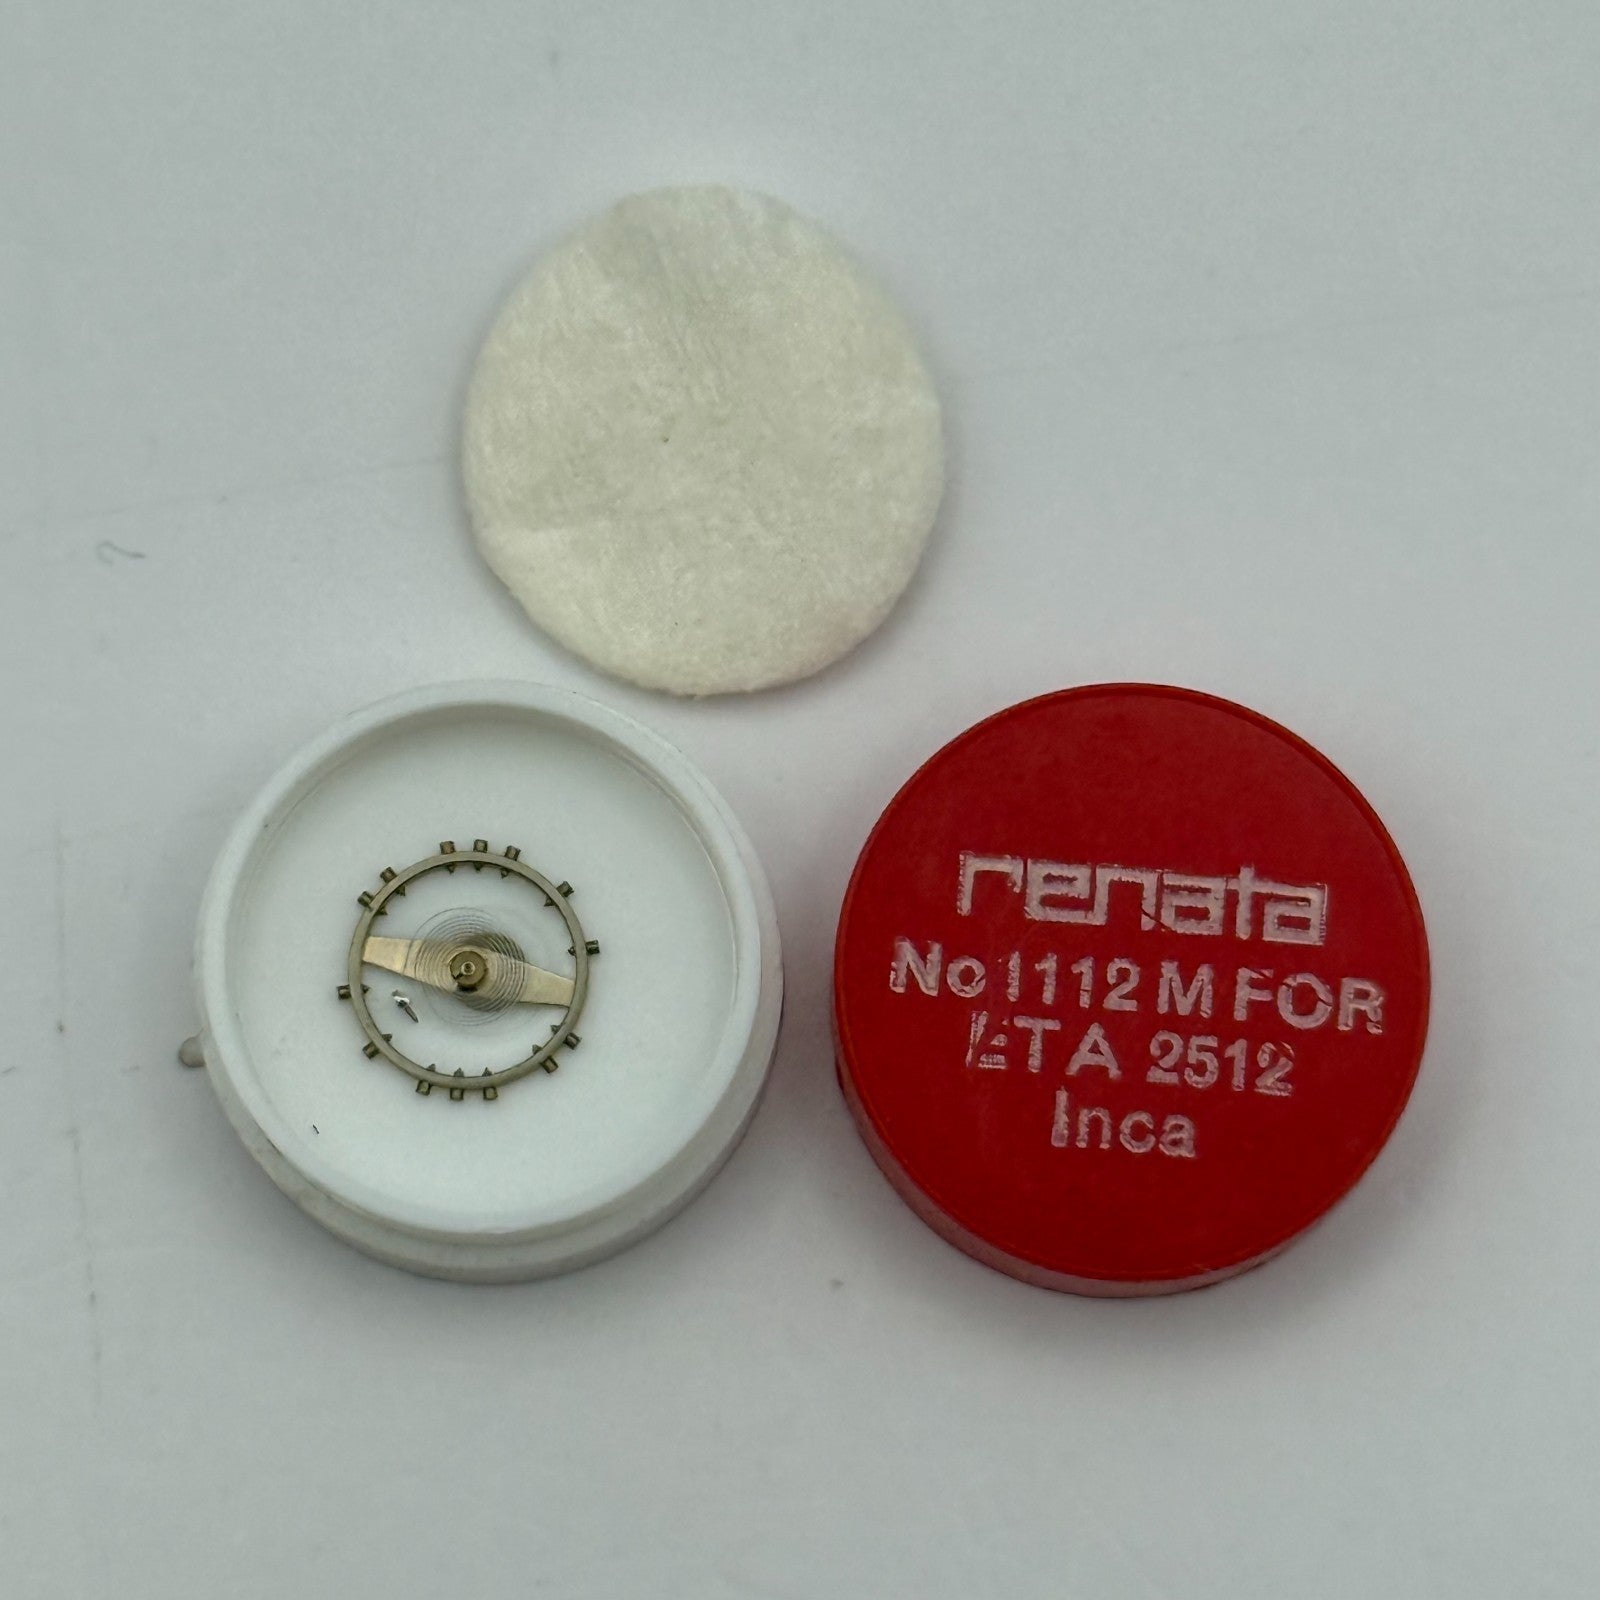 renata
No 1112 M FOR
ETA 2512
Inca